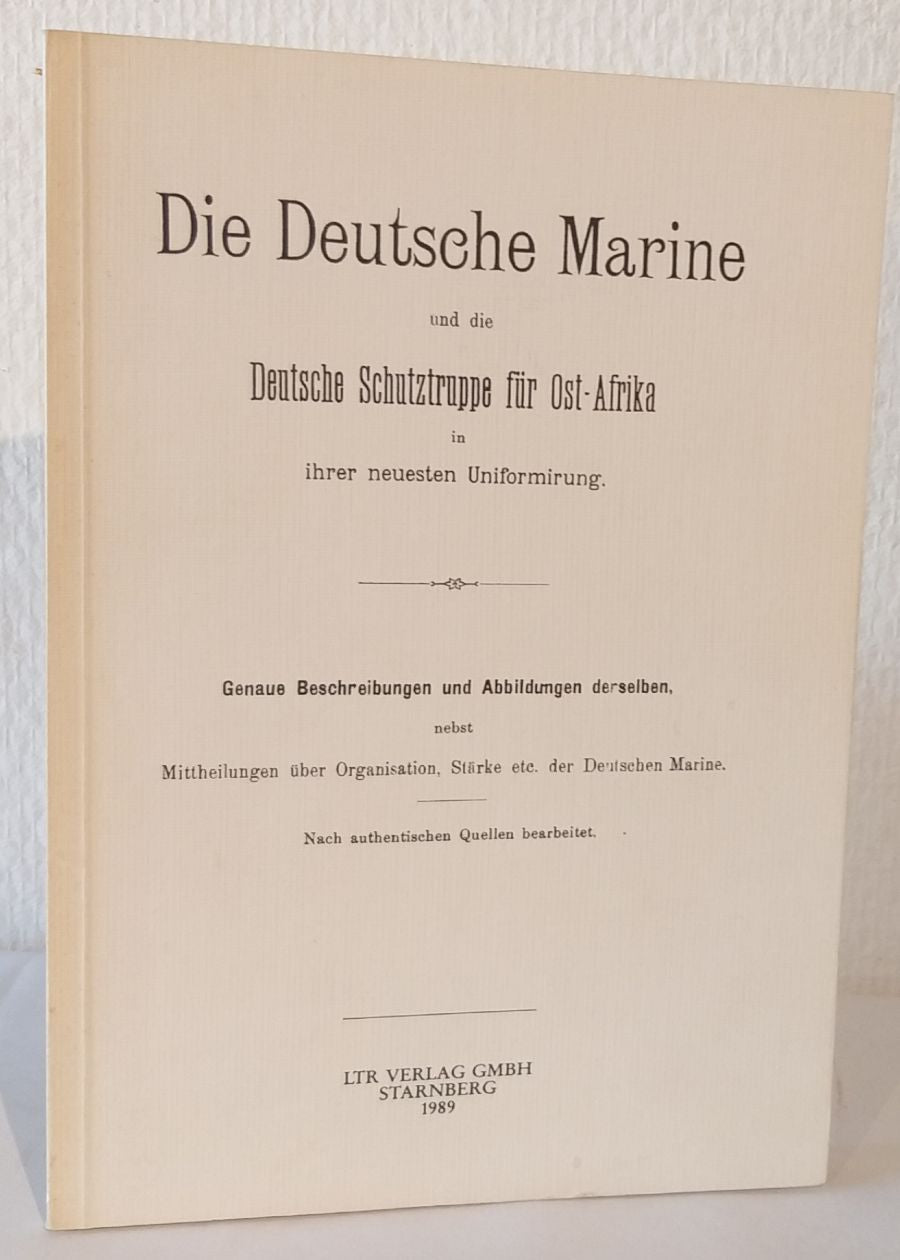 Die Deutsche Marine
und die
Deutsche Schutztruppe für Ost-Afrika
in
ihrer neuesten Uniformirung.
Genaue Beschreibungen und Abbildungen derselben,
nebst
Mittheilungen über Organisation, Stärke etc. der Deutschen Marine.
Nach authentischen Quellen bearbeitet.
LTR VERLAG GMBH
STARNBERG
1989